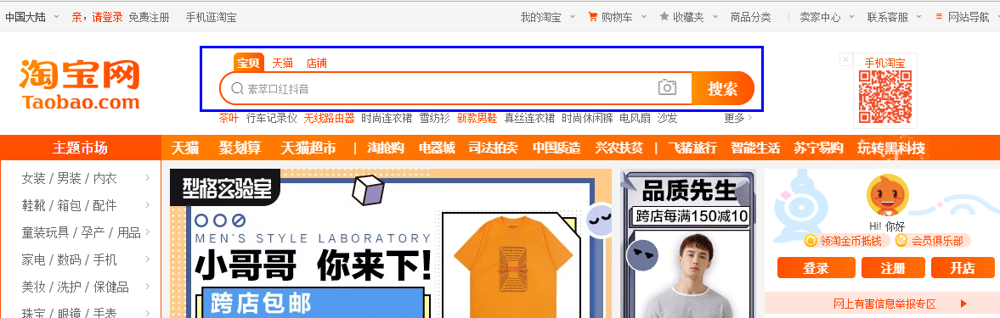 中国大陆 亲，请登录 免费注册 手机逛淘宝 我的淘宝 购物车 收藏夹 商品分类 | 卖家中心 联系客服 网站导航
宝贝 天猫 店铺
手机淘宝
淘宝网
素萃口红抖音 搜索
Taobao.com
茶叶 行车记录仪 无线路由器 时尚连衣裙 雪纺衫 新款男鞋 真丝连衣裙 时尚休闲裤 电风扇 沙发 更多
主题市场 天猫 聚划算 天猫超市 | 淘抢购 电器城 司法拍卖 中国质造 兴农扶贫 | 飞猪旅行 智能生活 苏宁易购 玩转黑科技
女装 / 男装 / 内衣
鞋靴 / 箱包 / 配件
童装玩具 / 孕产 / 用品
家电 / 数码 / 手机
美妆 / 洗护 / 保健品
珠宝 / 眼镜 / 手表
型格实验室
MEN'S STYLE LABORATORY
小哥哥 你来下!
跨店包邮
品质先生
跨店每满150减10
Hi! 你好
领淘金币抵钱 会员俱乐部
登录 注册 开店
网上有害信息举报专区